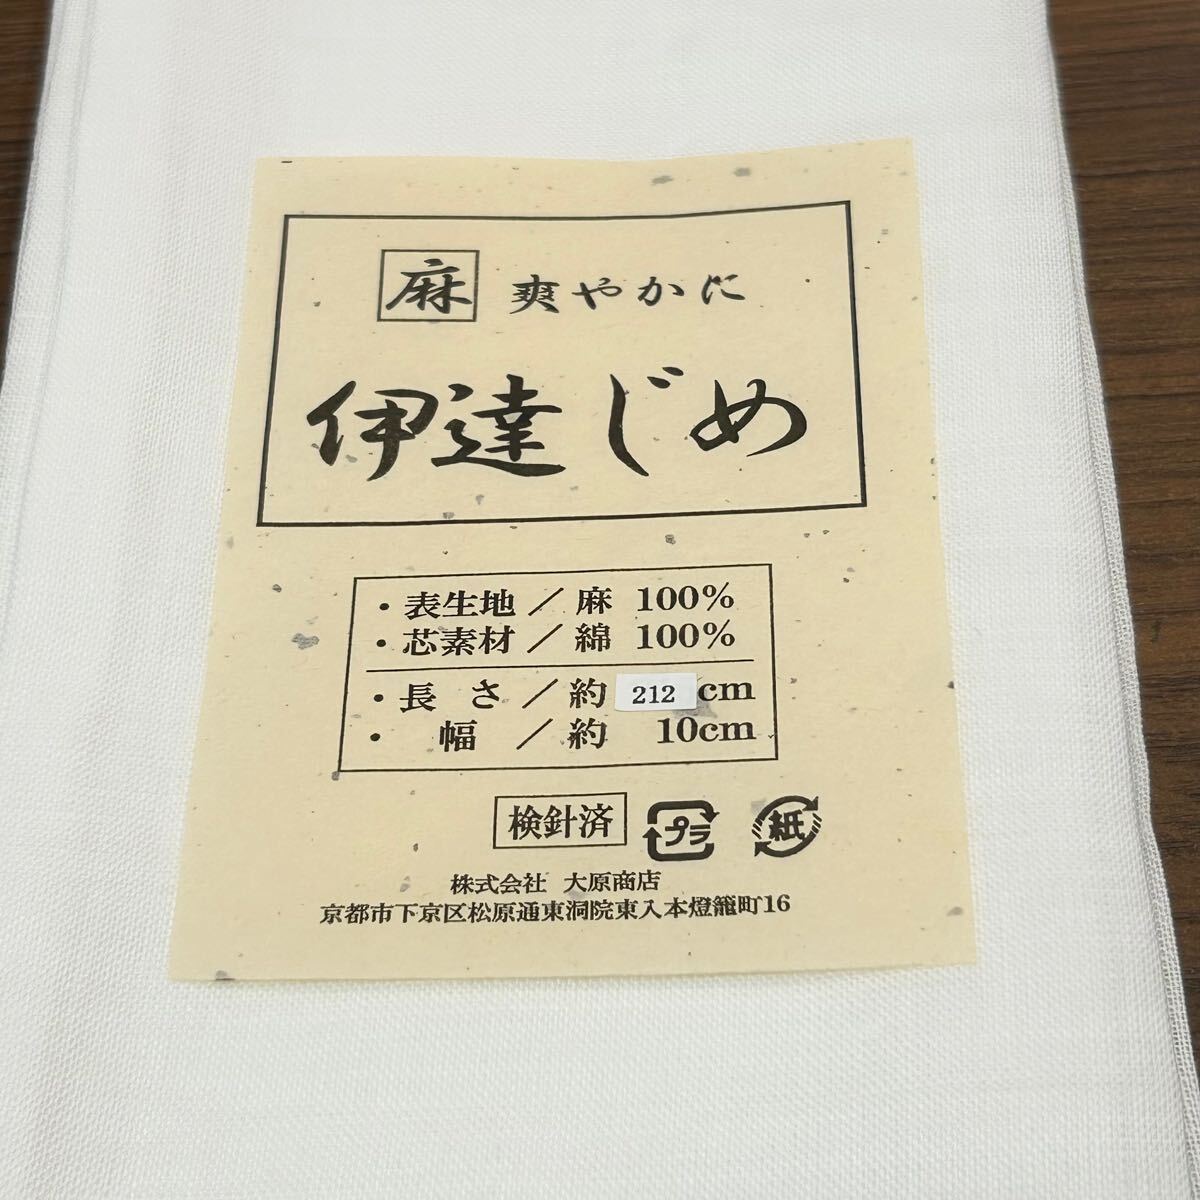 麻 爽やかに
伊達じめ
・表生地／麻 100%
・芯素材／綿 100%
・長さ／約 212 cm
・幅／約 10cm
検針済 プラ 紙
株式会社 大原商店
京都市下京区松原通東洞院東入本燈籠町16